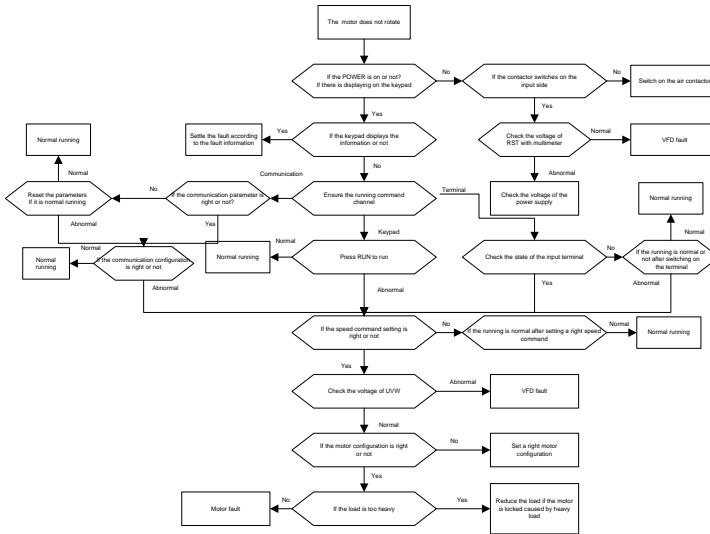 The motor does not rotate
If the POWER is on or not?
If there is displaying on the keypad
No
If the contactor switches on the
input side
No
Switch on the air contactor
Yes
Yes
Settle the fault according
to the fault information
Yes
If the keypad displays the
information or not
Check the voltage of
RST with multimeter
Normal
VFD fault
Normal running
Normal
No
Abnormal
Communication
Reset the parameters
If it is normal running
No
If the communication parameter is
right or not?
Ensure the running command
channel
Terminal
Check the voltage of the
power supply
Normal running
Abnormal
Yes
Keypad
Normal
Normal
running
Normal
If the communication configuration
is right or not
Normal running
Normal
Press RUN to run
Check the state of the input terminal
No
If the running is normal or
not after switching on
the terminal
Abnormal
Abnormal
Yes
Abnormal
If the speed command setting is
right or not
No
If the running is normal after setting a right speed
command
Normal
Normal running
Yes
Check the voltage of UVW
Abnormal
VFD fault
Normal
If the motor configuration is right
or not
No
Set a right motor
configuration
Yes
Motor fault
No
If the load is too heavy
Yes
Reduce the load if the motor
is locked caused by heavy
load